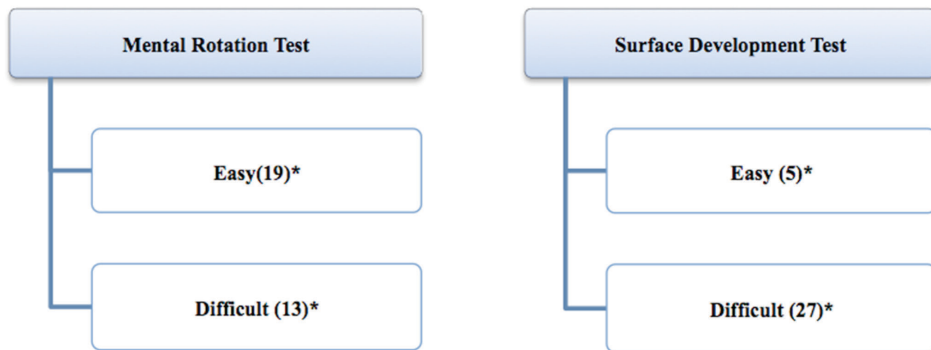 Mental Rotation Test
Easy(19)*
Difficult (13)*
Surface Development Test
Easy (5)*
Difficult (27)*